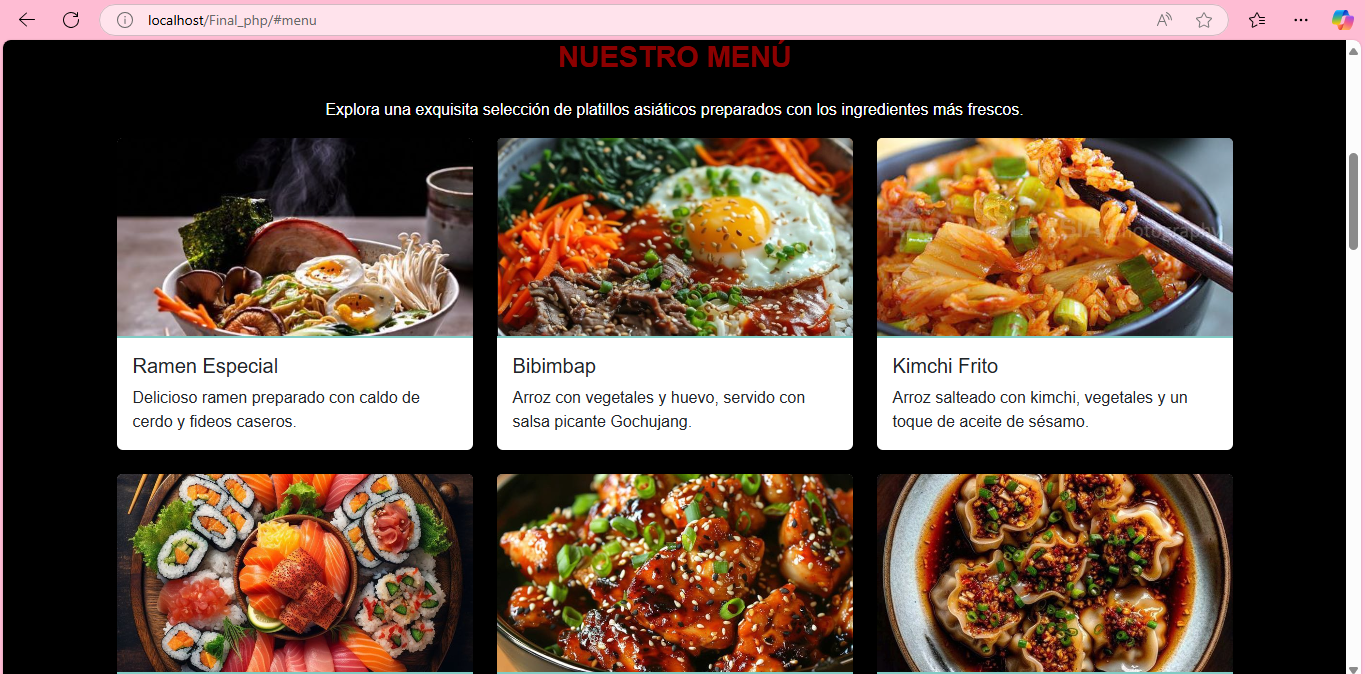 localhost/Final_php/#menu
NUESTRO MENÚ
Explora una exquisita selección de platillos asiáticos preparados con los ingredientes más frescos.
Ramen Especial
Delicioso ramen preparado con caldo de
cerdo y fideos caseros.
Bibimbap
Arroz con vegetales y huevo, servido con
salsa picante Gochujang.
Kimchi Frito
Arroz salteado con kimchi, vegetales y un
toque de aceite de sésamo.